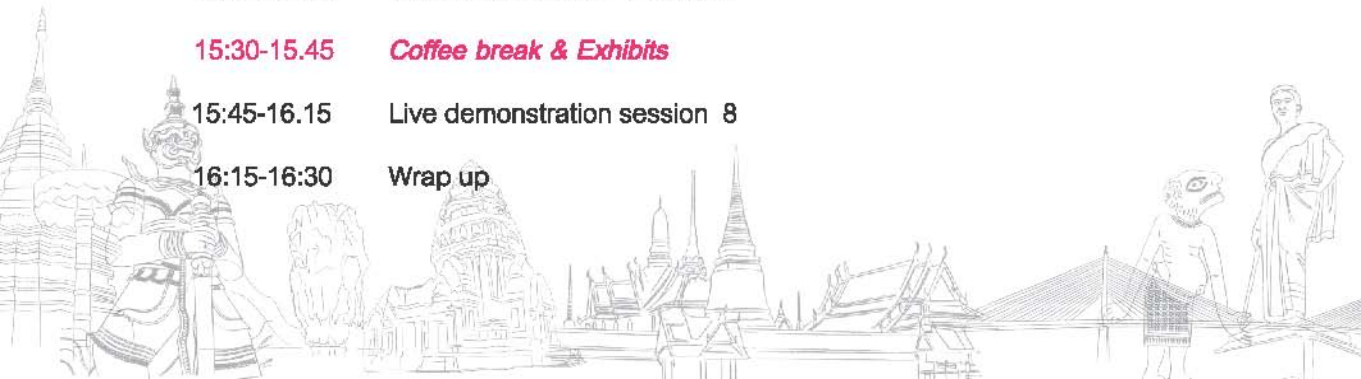 15:30-15.45 Coffee break & Exhibits
15:45-16.15 Live demonstration session 8
16:15-16:30 Wrap up